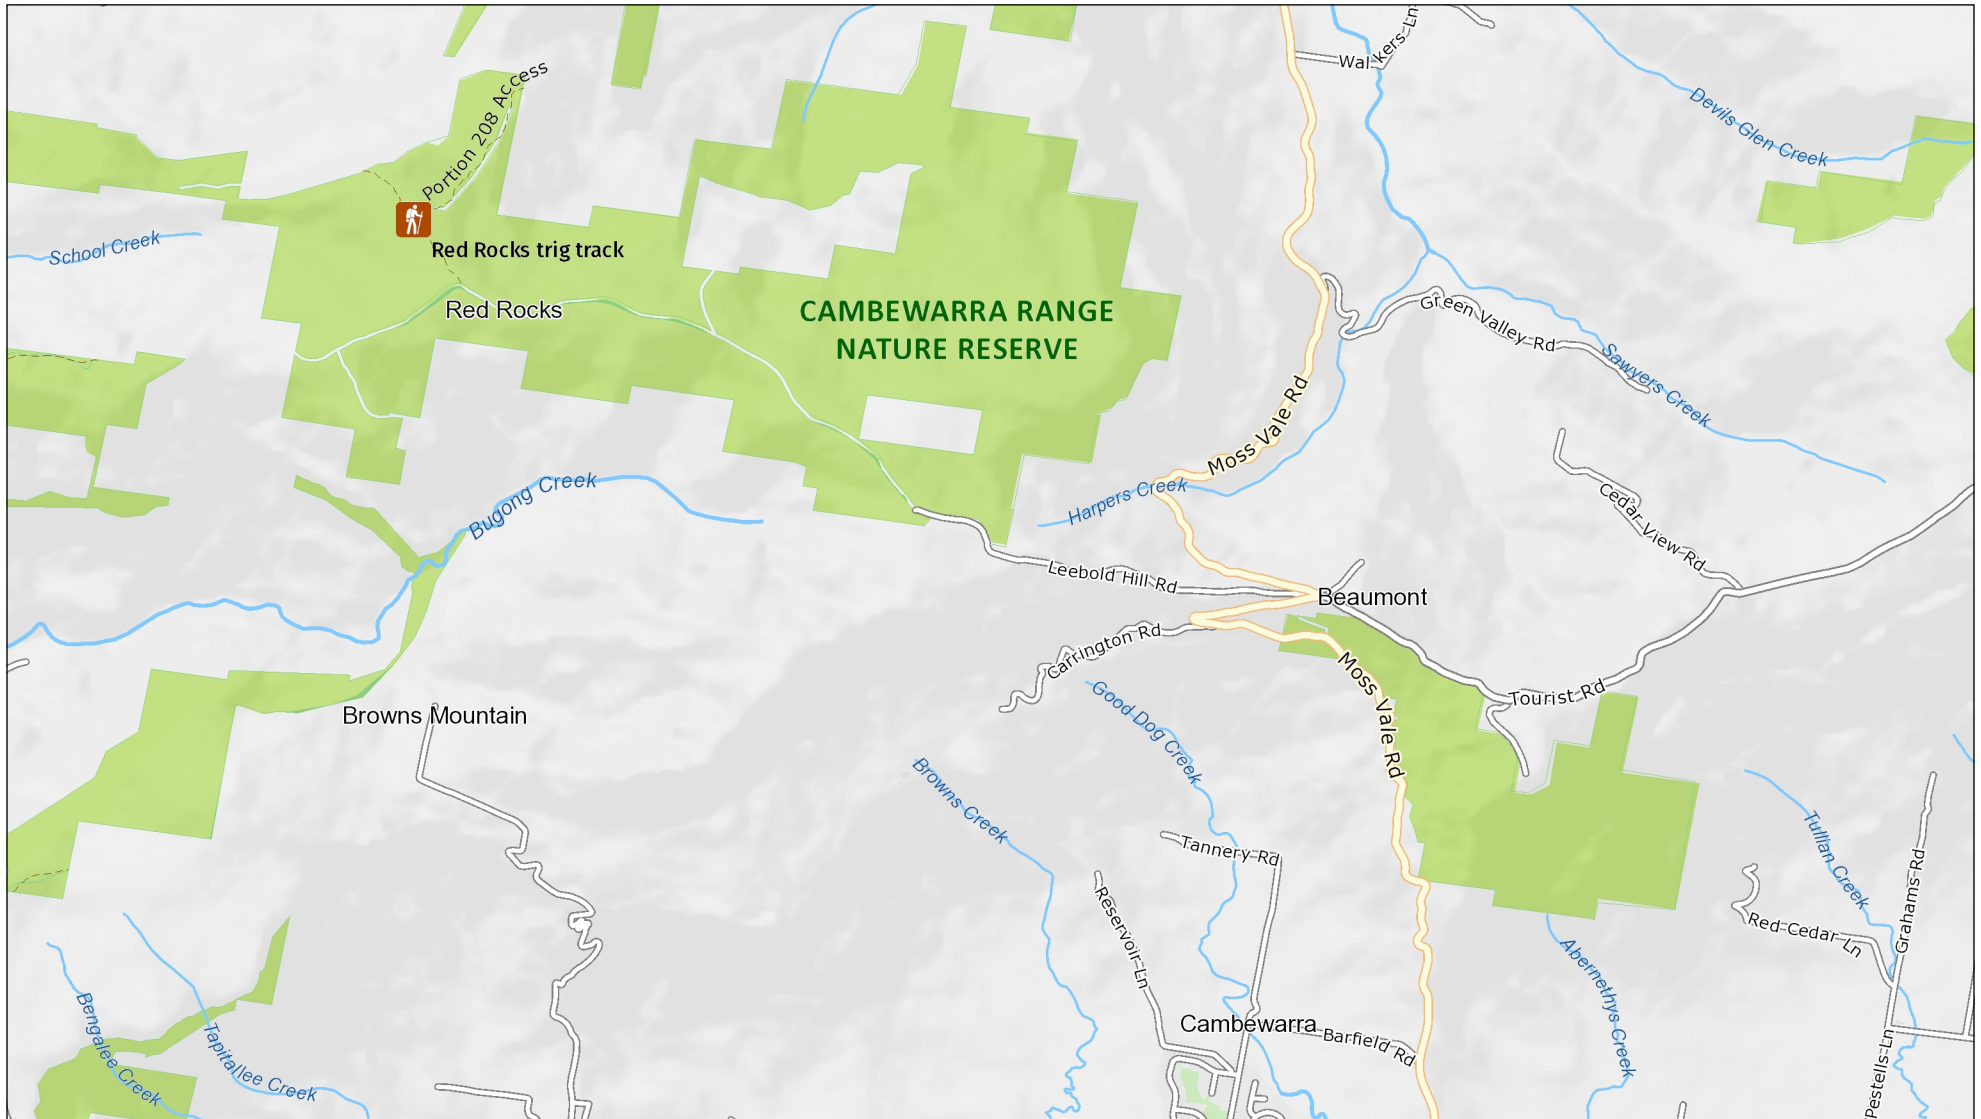 Walkers Ln
Portion 208 Access
Devils Glen Creek
School Creek
Red Rocks trig track
Red Rocks
CAMBEWARRA RANGE
NATURE RESERVE
Green Valley Rd
Sawyers Creek
Moss Vale Rd
Harpers Creek
Bugong Creek
Cedar View Rd
Leebold Hill Rd
Beaumont
Carrington Rd
Moss Vale Rd
Tourist Rd
Good Dog Creek
Browns Mountain
Browns Creek
Tannery Rd
Tullian Creek
Grahams Rd
Red Cedar Ln
Reservoir Ln
Abernethys Creek
Cambewarra
Barfield Rd
Bengalee Creek
Tapitallee Creek
Pestells Ln